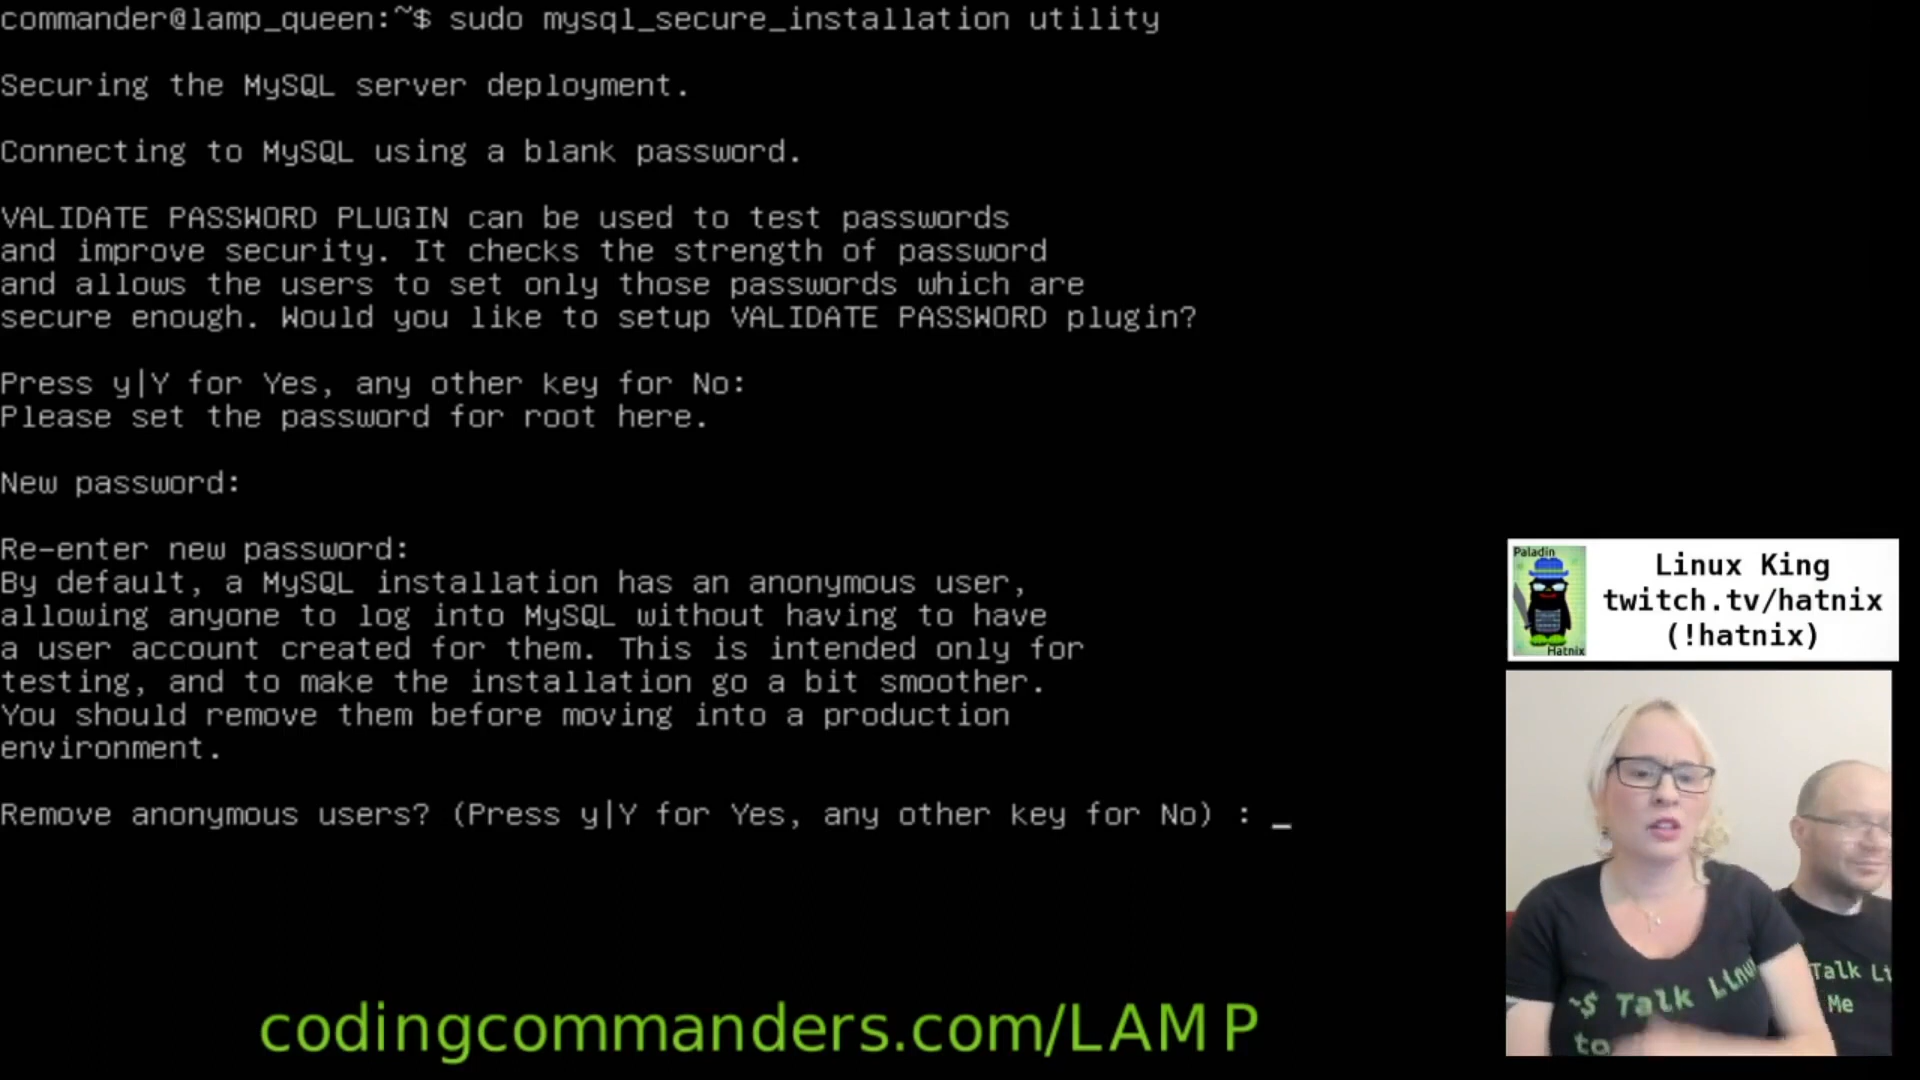 commander@lamp_queen:~$ sudo mysql_secure_installation utility
Securing the MySQL server deployment.
Connecting to MySQL using a blank password.
VALIDATE PASSWORD PLUGIN can be used to test passwords
and improve security. It checks the strength of password
and allows the users to set only those passwords which are
secure enough. Would you like to setup VALIDATE PASSWORD plugin?
Press y|Y for Yes, any other key for No:
Please set the password for root here.
New password:
Re-enter new password:
By default, a MySQL installation has an anonymous user,
allowing anyone to log into MySQL without having to have
a user account created for them. This is intended only for
testing, and to make the installation go a bit smoother.
You should remove them before moving into a production
environment.
Remove anonymous users? (Press y|Y for Yes, any other key for No) : _
Paladin
Hatnix
Linux King
twitch.tv/hatnix
(!hatnix)
~$ Talk Linux
to
Talk Li
Me
codingcommanders.com/LAMP